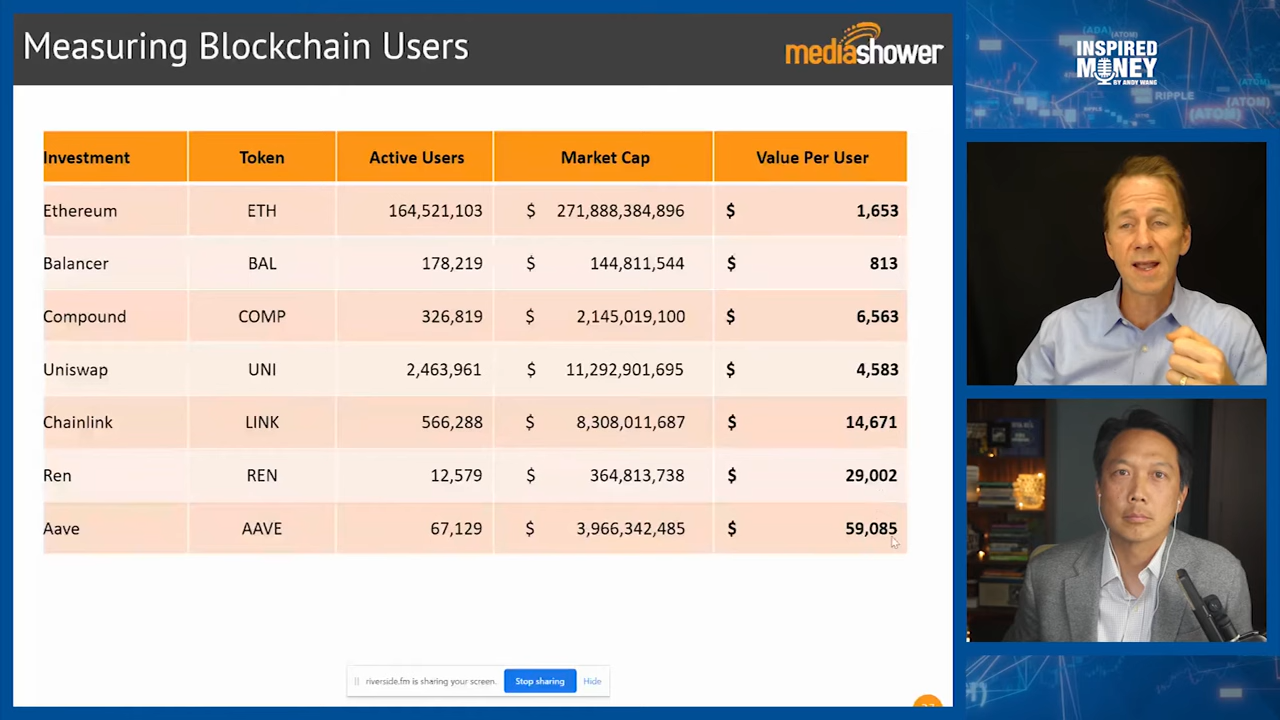 Measuring Blockchain Users
mediashower
Investment Token Active Users Market Cap Value Per User
Ethereum ETH 164,521,103 $ 271,888,384,896 $ 1,653
Balancer BAL 178,219 $ 144,811,544 $ 813
Compound COMP 326,819 $ 2,145,019,100 $ 6,563
Uniswap UNI 2,463,961 $ 11,292,901,695 $ 4,583
Chainlink LINK 566,288 $ 8,308,011,687 $ 14,671
Ren REN 12,579 $ 364,813,738 $ 29,002
Aave AAVE 67,129 $ 3,966,342,485 $ 59,085
riverside.fm is sharing your screen. Stop sharing Hide
(ADA)
(ATOM)
INSPIRED
MONEY
BY ANDY WANG
RIPPLE
(ATOM)
(ATOM)